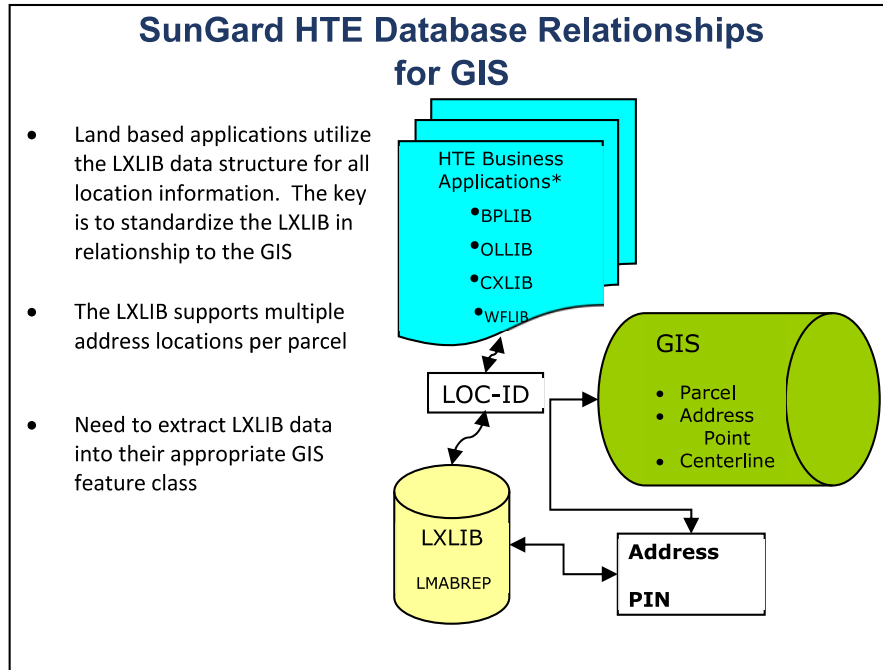 SunGard HTE Database Relationships
for GIS
• Land based applications utilize
the LXLIB data structure for all
location information. The key
is to standardize the LXLIB in
relationship to the GIS
• The LXLIB supports multiple
address locations per parcel
• Need to extract LXLIB data
into their appropriate GIS
feature class
HTE Business
Applications*
•BPLIB
•OLLIB
•CXLIB
•WFLIB
LOC-ID
GIS
• Parcel
• Address
Point
• Centerline
LXLIB
LMABREP
Address
PIN